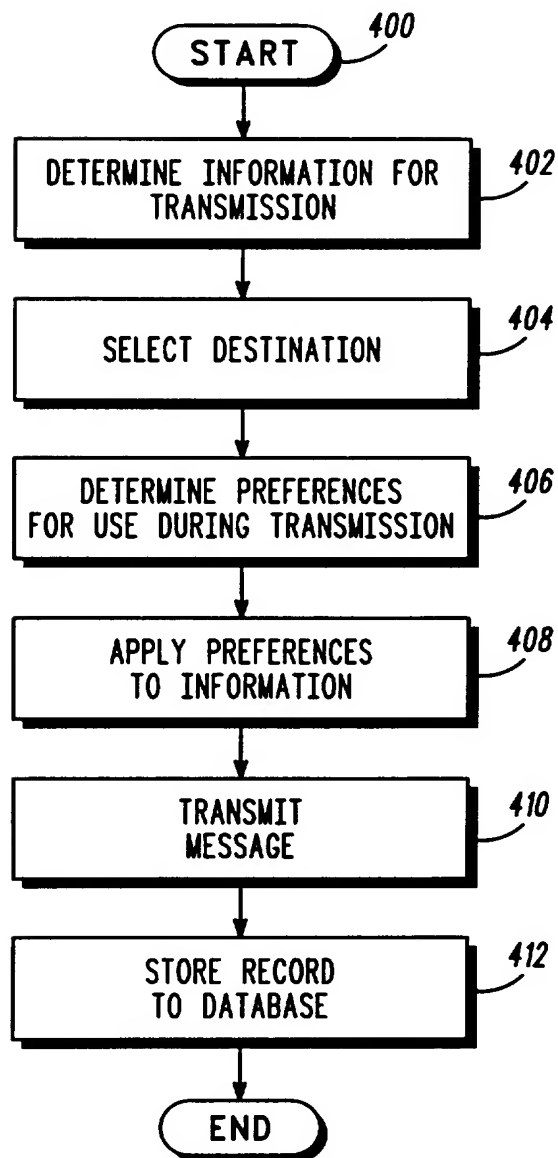 START
400
DETERMINE INFORMATION FOR
TRANSMISSION
402
SELECT DESTINATION
404
DETERMINE PREFERENCES
FOR USE DURING TRANSMISSION
406
APPLY PREFERENCES
TO INFORMATION
408
TRANSMIT
MESSAGE
410
STORE RECORD
TO DATABASE
412
END